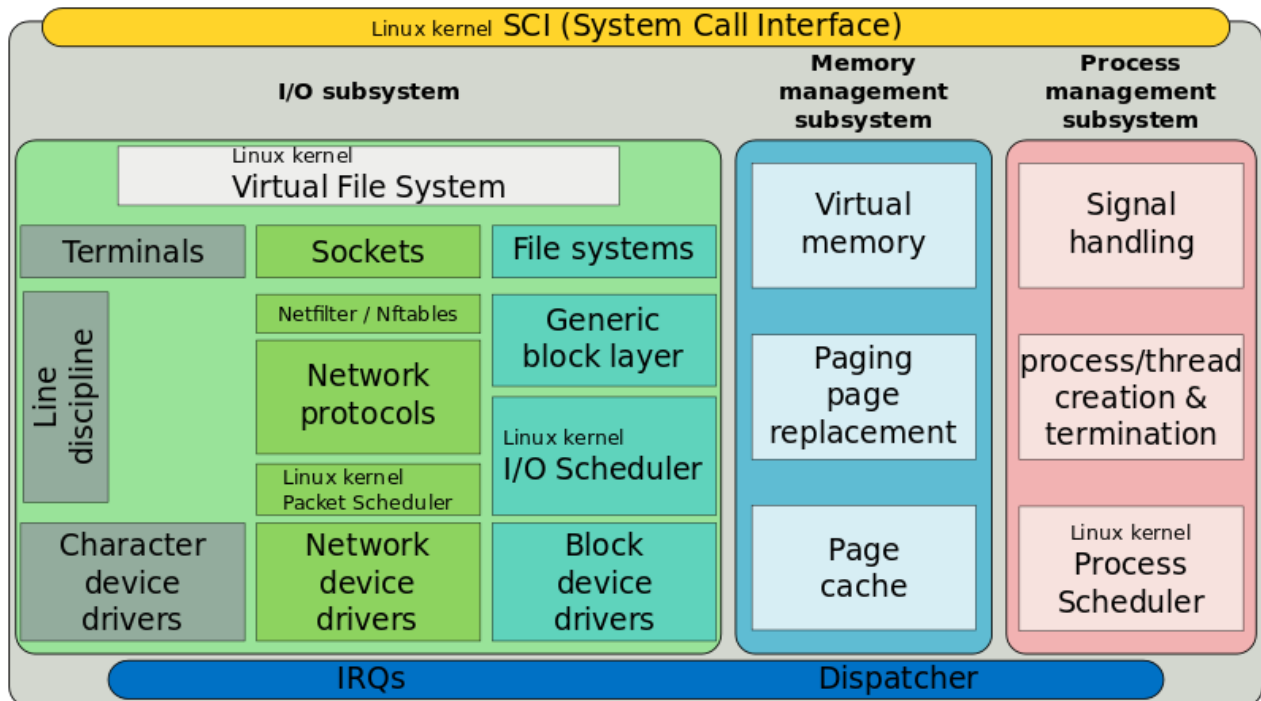 Linux kernel SCI (System Call Interface)
I/O subsystem
Memory
management
subsystem
Process
management
subsystem
Linux kernel
Virtual File System
Terminals
Sockets
File systems
Line
discipline
Netfilter / Nftables
Network
protocols
Linux kernel
Packet Scheduler
Generic
block layer
Linux kernel
I/O Scheduler
Character
device
drivers
Network
device
drivers
Block
device
drivers
Virtual
memory
Paging
page
replacement
Page
cache
Signal
handling
process/thread
creation &
termination
Linux kernel
Process
Scheduler
IRQs
Dispatcher